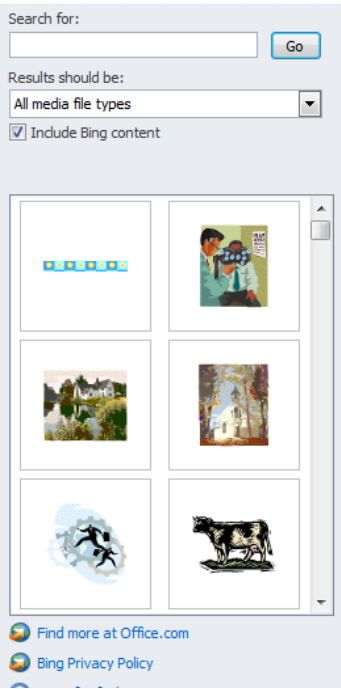 Search for:
Go
Results should be:
All media file types
Include Bing content
Find more at Office.com
Bing Privacy Policy